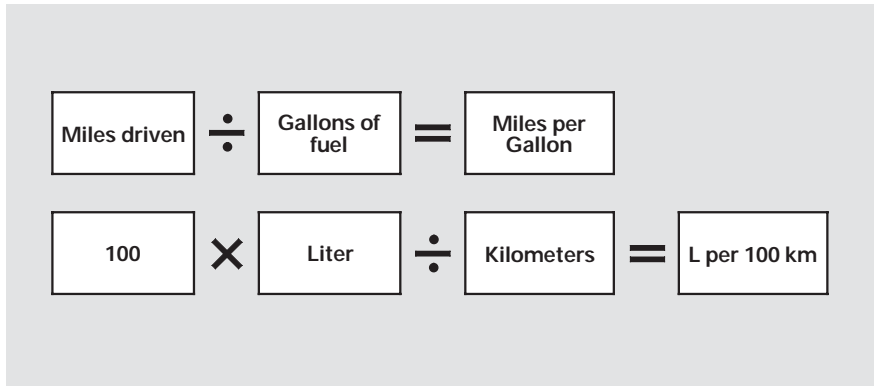 Miles driven ÷ Gallons of fuel = Miles per Gallon
100 × Liter ÷ Kilometers = L per 100 km